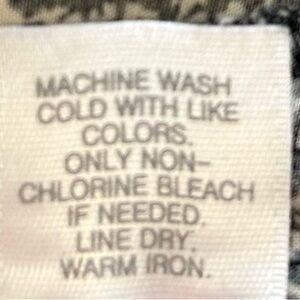 MACHINE WASH
COLD WITH LIKE
COLORS.
ONLY NON-
CHLORINE BLEACH
IF NEEDED.
LINE DRY.
WARM IRON.